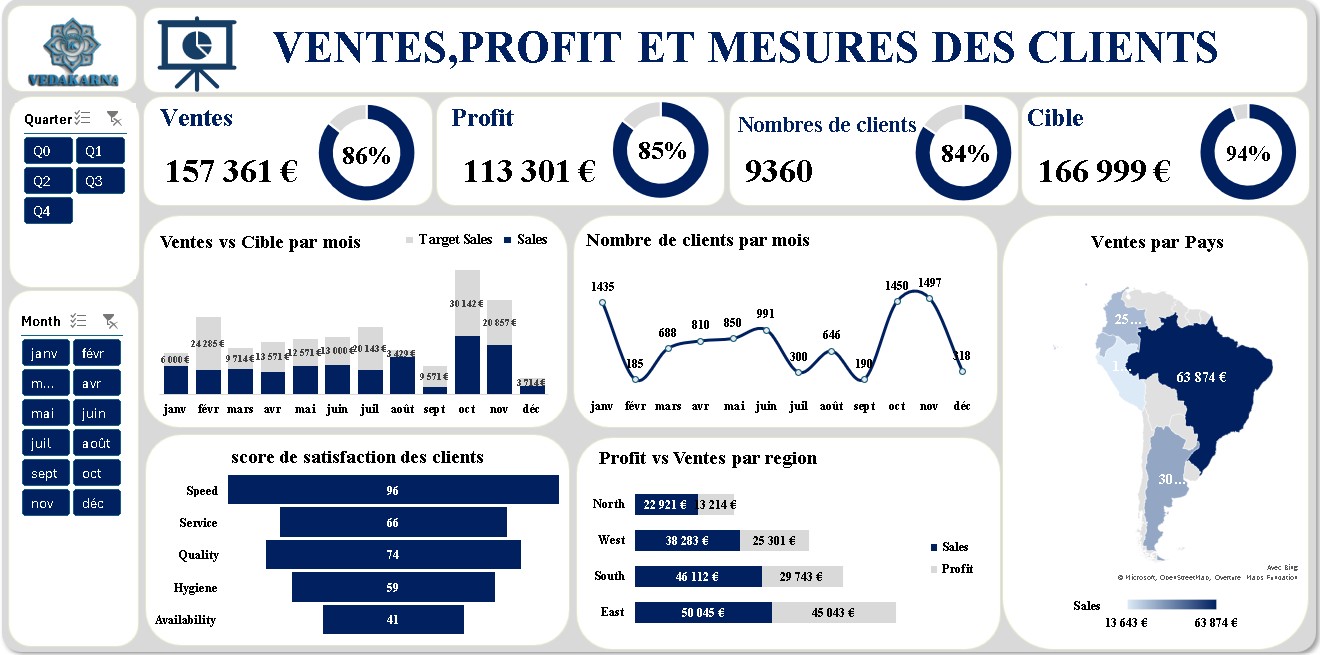 VEDAKARNA
VENTES,PROFIT ET MESURES DES CLIENTS
Quarter
Q0 Q1
Q2 Q3
Q4
Month
janv févr
m... avr
mai juin
juil août
sept oct
nov déc
Ventes
157 361 €
86%
Profit
113 301 €
85%
Nombres de clients
9360
84%
Cible
166 999 €
94%
Ventes vs Cible par mois
Target Sales Sales
6 000 € 24 285 € 9 714 € 13 571 € 12 571 € 13 000 € 20 143 € 3 429 € 9 571 € 30 142 € 20 857 € 3 714 €
janv févr mars avr mai juin juil août sept oct nov déc
Nombre de clients par mois
1435 185 688 810 850 991 300 646 190 1450 1497 318
janv févr mars avr mai juin juil août sept oct nov déc
Ventes par Pays
25...
1...
63 874 €
30...
Avec Bing
© Microsoft, OpenStreetMap, Overture Maps Fundation
Sales
13 643 € 63 874 €
score de satisfaction des clients
Speed 96
Service 66
Quality 74
Hygiene 59
Availability 41
Profit vs Ventes par region
North 22 921 € 13 214 €
West 38 283 € 25 301 €
South 46 112 € 29 743 €
East 50 045 € 45 043 €
Sales
Profit